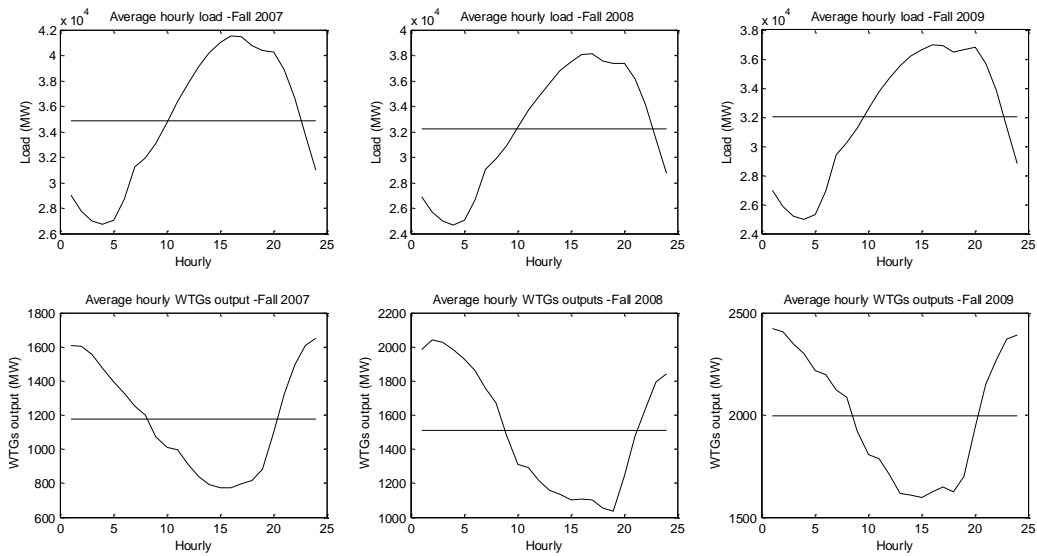 Average hourly load -Fall 2007
x 10^4
Load (MW)
4.2
4
3.8
3.6
3.4
3.2
3
2.8
2.6
0 5 10 15 20 25
Hourly
Average hourly load -Fall 2008
x 10^4
Load (MW)
4.2
4
3.8
3.6
3.4
3.2
3
2.8
2.6
2.4
0 5 10 15 20 25
Hourly
Average hourly load -Fall 2009
x 10^4
Load (MW)
3.8
3.6
3.4
3.2
3
2.8
2.6
2.4
0 5 10 15 20 25
Hourly
Average hourly WTGs output -Fall 2007
WTGs output (MW)
1800
1600
1400
1200
1000
800
600
0 5 10 15 20 25
Hourly
Average hourly WTGs outputs -Fall 2008
WTGs output (MW)
2200
2000
1800
1600
1400
1200
1000
0 5 10 15 20 25
Hourly
Average hourly WTGs outputs -Fall 2009
WTGs output (MW)
2500
2000
1500
0 5 10 15 20 25
Hourly